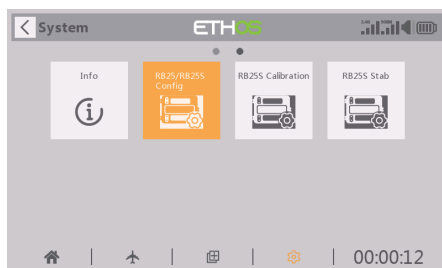 System
ETHOS
Info
RB25/RB25S
Config
RB25S Calibration
RB25S Stab
00:00:12